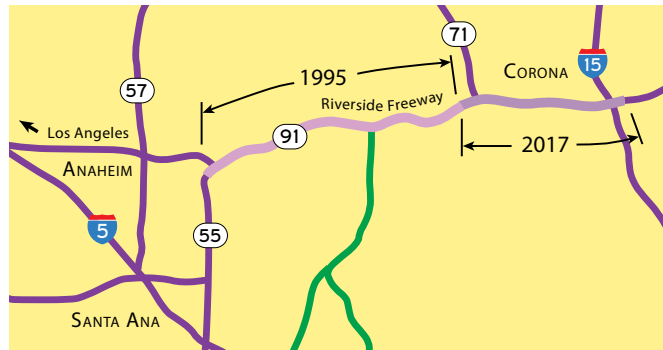 71
15
CORONA
1995
57
Riverside Freeway
Los Angeles
91
2017
ANAHEIM
5
55
SANTA ANA